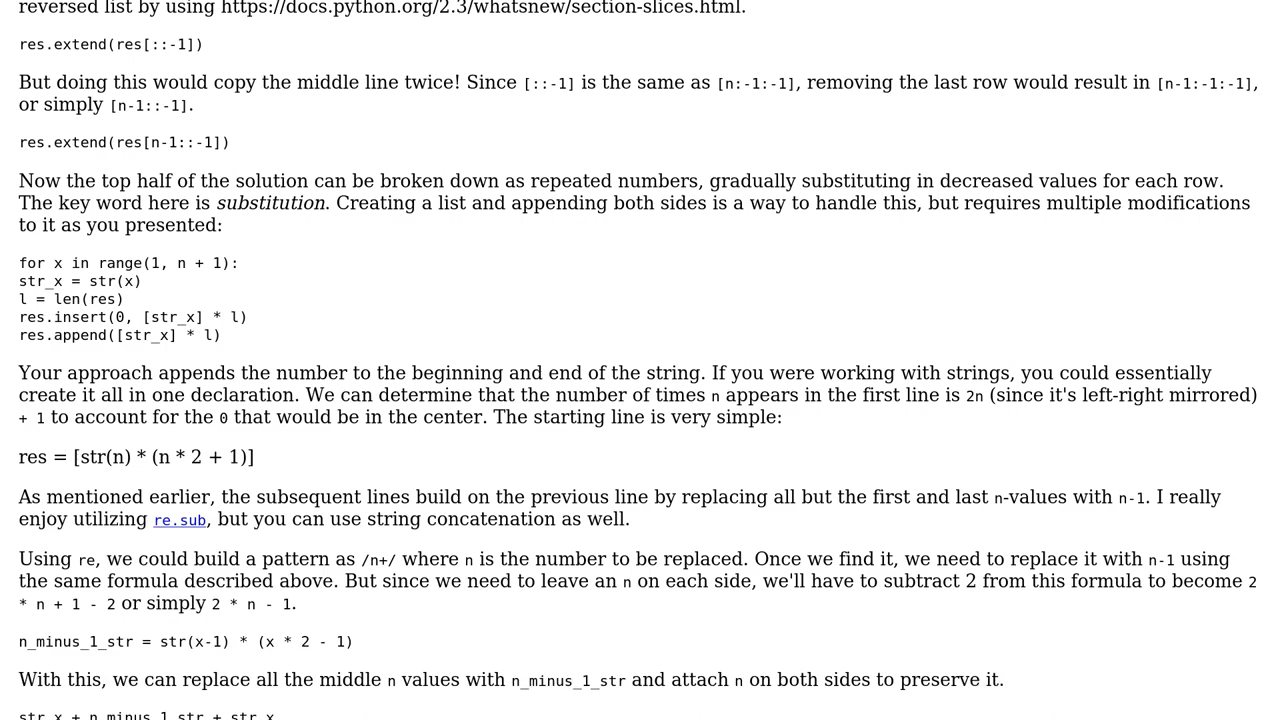 reversed list by using https://docs.python.org/2.3/whatsnew/section-slices.html.
res.extend(res[::-1])
But doing this would copy the middle line twice! Since [::-1] is the same as [n:-1:-1], removing the last row would result in [n-1:-1:-1],
or simply [n-1::-1].
res.extend(res[n-1::-1])
Now the top half of the solution can be broken down as repeated numbers, gradually substituting in decreased values for each row.
The key word here is substitution. Creating a list and appending both sides is a way to handle this, but requires multiple modifications
to it as you presented:
for x in range(1, n + 1):
str_x = str(x)
l = len(res)
res.insert(0, [str_x] * l)
res.append([str_x] * l)
Your approach appends the number to the beginning and end of the string. If you were working with strings, you could essentially
create it all in one declaration. We can determine that the number of times n appears in the first line is 2n (since it's left-right mirrored)
+ 1 to account for the 0 that would be in the center. The starting line is very simple:
res = [str(n) * (n * 2 + 1)]
As mentioned earlier, the subsequent lines build on the previous line by replacing all but the first and last n-values with n-1. I really
enjoy utilizing re.sub, but you can use string concatenation as well.
Using re, we could build a pattern as /n+/ where n is the number to be replaced. Once we find it, we need to replace it with n-1 using
the same formula described above. But since we need to leave an n on each side, we'll have to subtract 2 from this formula to become 2
* n + 1 - 2 or simply 2 * n - 1.
n_minus_1_str = str(x-1) * (x * 2 - 1)
With this, we can replace all the middle n values with n_minus_1_str and attach n on both sides to preserve it.
str_x + n_minus_1_str + str_x